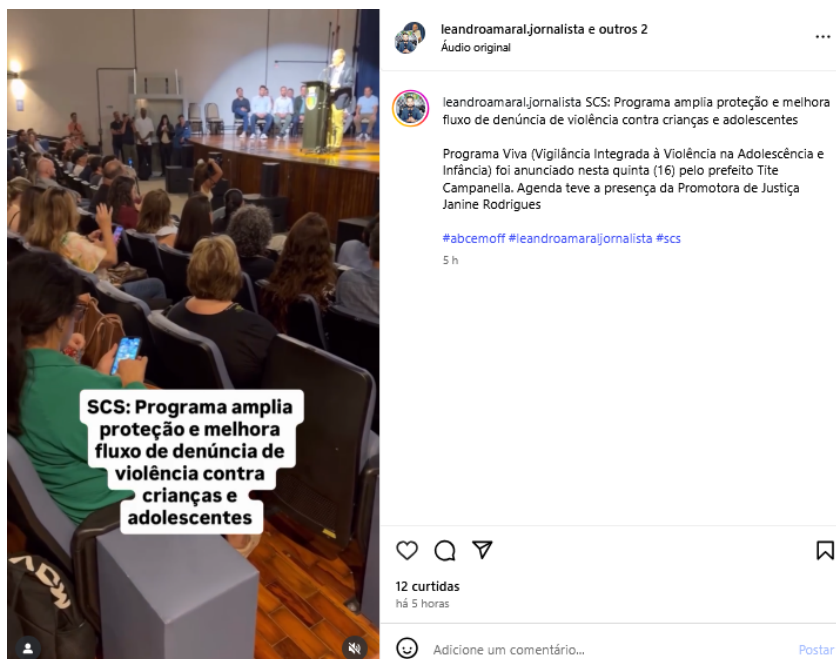 leandroamaral.jornalista e outros 2
Áudio original
leandroamaral.jornalista SCS: Programa amplia proteção e melhora
fluxo de denúncia de violência contra crianças e adolescentes
Programa Viva (Vigilância Integrada à Violência na Adolescência e
Infância) foi anunciado nesta quinta (16) pelo prefeito Tite
Campanella. Agenda teve a presença da Promotora de Justiça
Janine Rodrigues
#abcemoff #leandroamaraljornalista #scs
5 h
SCS: Programa amplia
proteção e melhora
fluxo de denúncia de
violência contra
crianças e
adolescentes
12 curtidas
há 5 horas
Adicione um comentário...
Postar